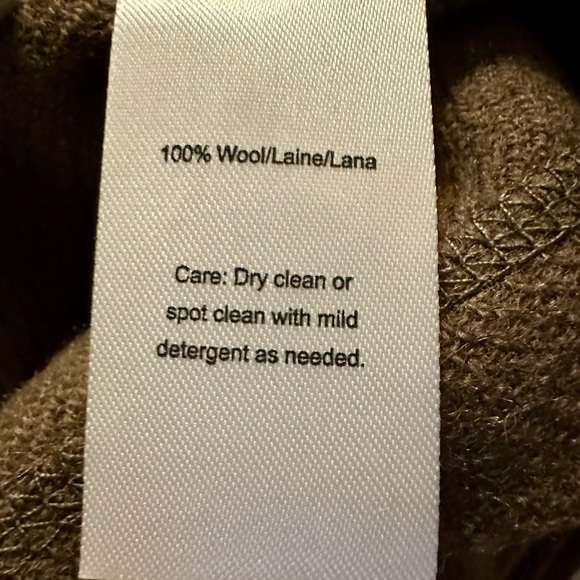 100% Wool/Laine/Lana
Care: Dry clean or
spot clean with mild
detergent as needed.